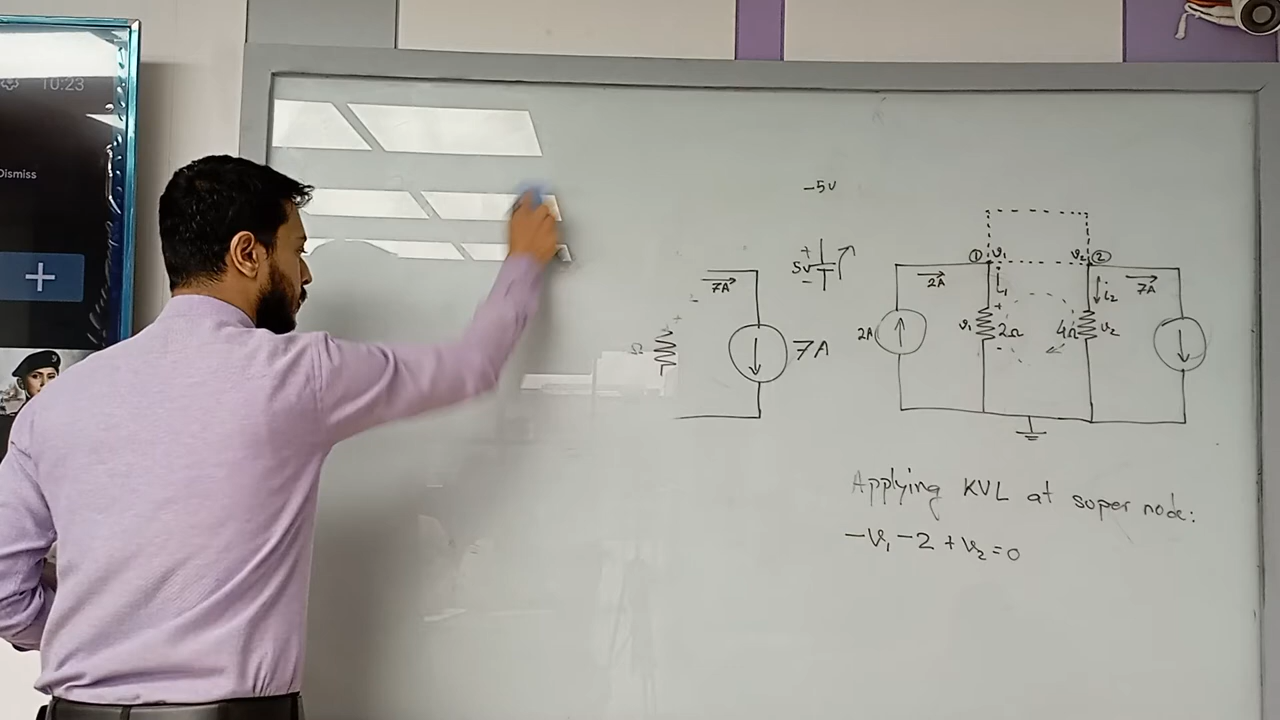 10:23
Dismiss
-5v
+
5v
-
7A
-
+
Ω
7A
2A
① v₁
v₂ ②
7A
i₁
i₂
+
2A
v₁
2Ω
4Ω
v₂
-
Applying KVL at super node:
-v₁-2+v₂=0